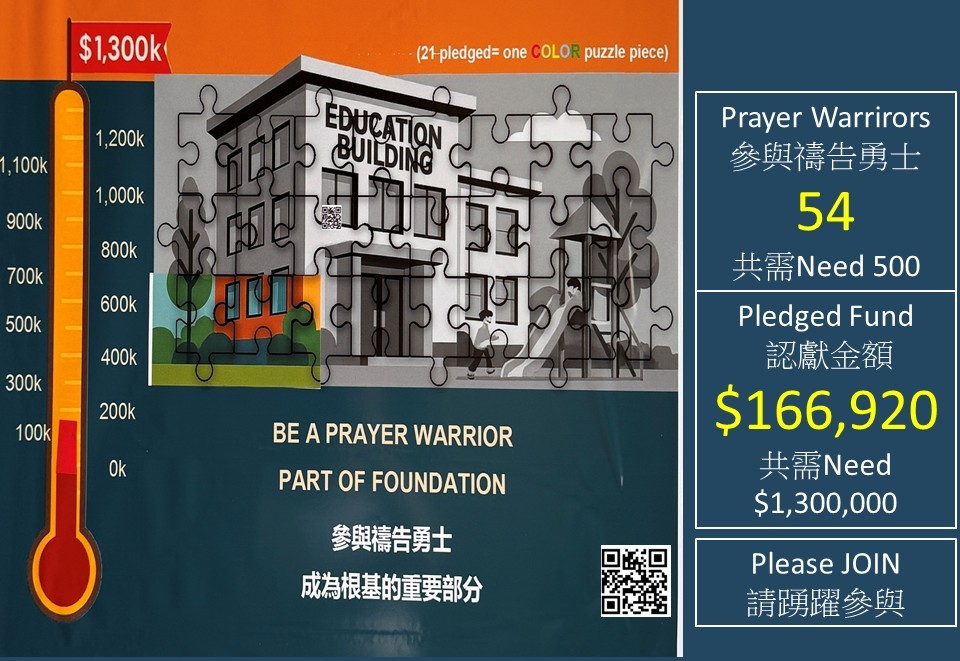 $1,300k
(21 pledged= one COLOR puzzle piece)
EDUCATION
BUILDING
1,200k
1,100k
1,000k
900k
800k
700k
600k
500k
400k
300k
200k
100k
0k
BE A PRAYER WARRIOR
PART OF FOUNDATION
參與禱告勇士
成為根基的重要部分
Prayer Warrirors
參與禱告勇士
54
共需Need 500
Pledged Fund
認獻金額
$166,920
共需Need
$1,300,000
Please JOIN
請踴躍參與